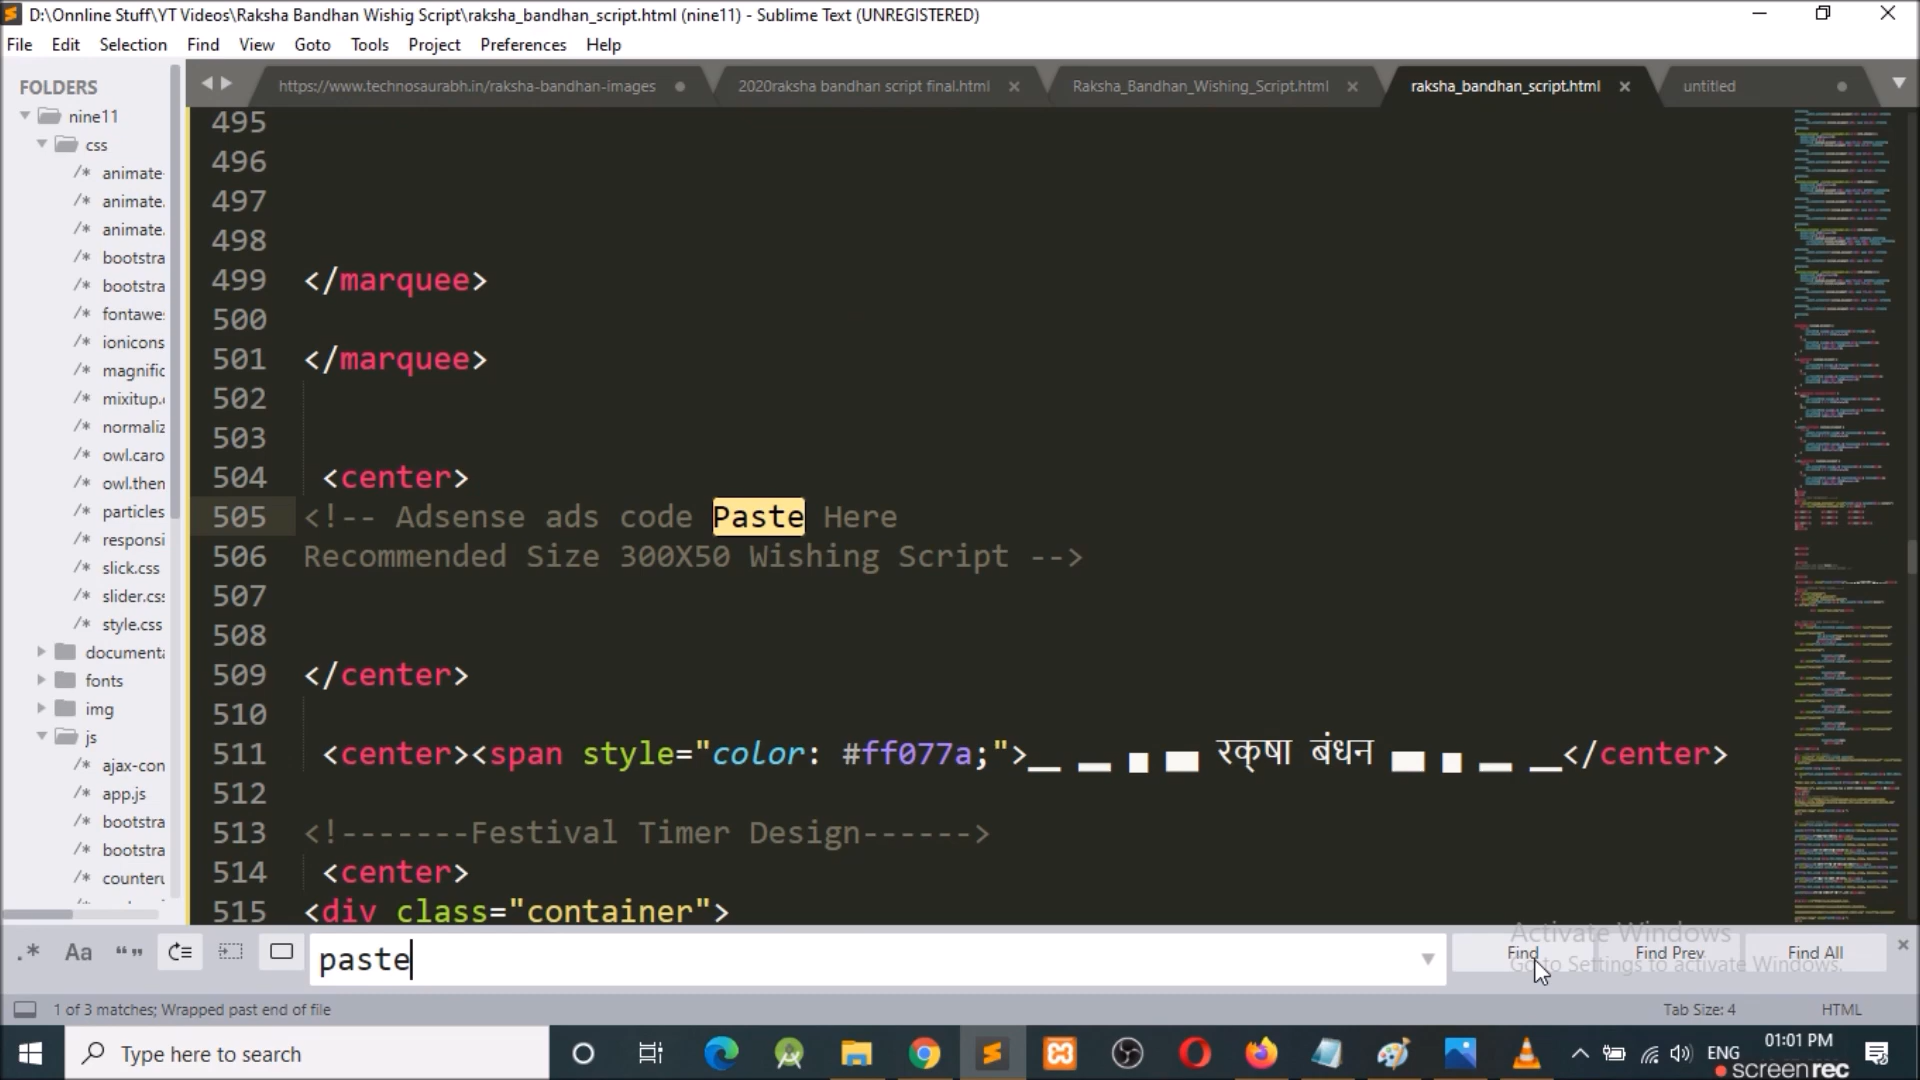 D:\Onnline Stuff\YT Videos\Raksha Bandhan Wishig Script\raksha_bandhan_script.html (nine11) - Sublime Text (UNREGISTERED)
File Edit Selection Find View Goto Tools Project Preferences Help
FOLDERS
nine11
css
/* animate-
/* animate.
/* animate.
/* bootstra
/* bootstra
/* fontawe
/* ionicons
/* magnific
/* mixitup.
/* normaliz
/* owl.caro
/* owl.then
/* particles
/* responsi
/* slick.css
/* slider.css
/* style.css
documenta
fonts
img
js
/* ajax-con
/* app.js
/* bootstra
/* bootstra
/* counteru
https://www.technosaurabh.in/raksha-bandhan-images
2020raksha bandhan script final.html
Raksha_Bandhan_Wishing_Script.html
raksha_bandhan_script.html
untitled
495
496
497
498
499 </marquee>
500
501 </marquee>
502
503
504 <center>
505 <!-- Adsense ads code Paste Here
506 Recommended Size 300X50 Wishing Script -->
507
508
509 </center>
510
511 <center><span style="color: #ff077a;">▁ ▂ ▄ ▅ रक्षा बंधन ▅ ▄ ▂ ▁</center>
512
513 <!-------Festival Timer Design------>
514 <center>
515 <div class="container">
.* Aa “” paste
Find Find Prev Find All
Activate Windows
Go to Settings to activate Windows.
1 of 3 matches; Wrapped past end of file
Tab Size: 4 HTML
Type here to search
ENG
01:01 PM
screenrec